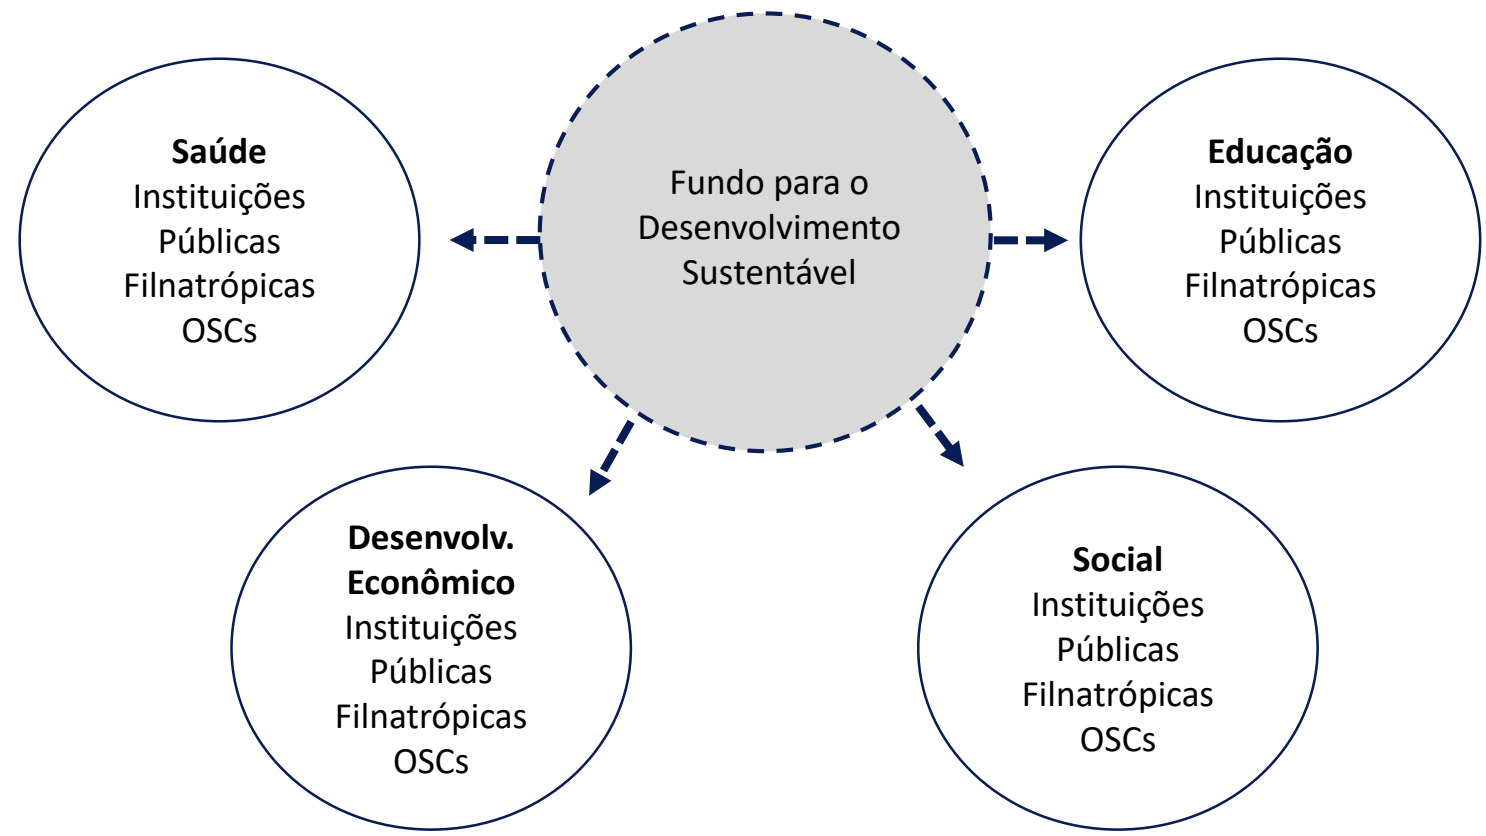 Saúde
Instituições
Públicas
Filnatrópicas
OSCs
Fundo para o
Desenvolvimento
Sustentável
Educação
Instituições
Públicas
Filnatrópicas
OSCs
Desenvolv.
Econômico
Instituições
Públicas
Filnatrópicas
OSCs
Social
Instituições
Públicas
Filnatrópicas
OSCs